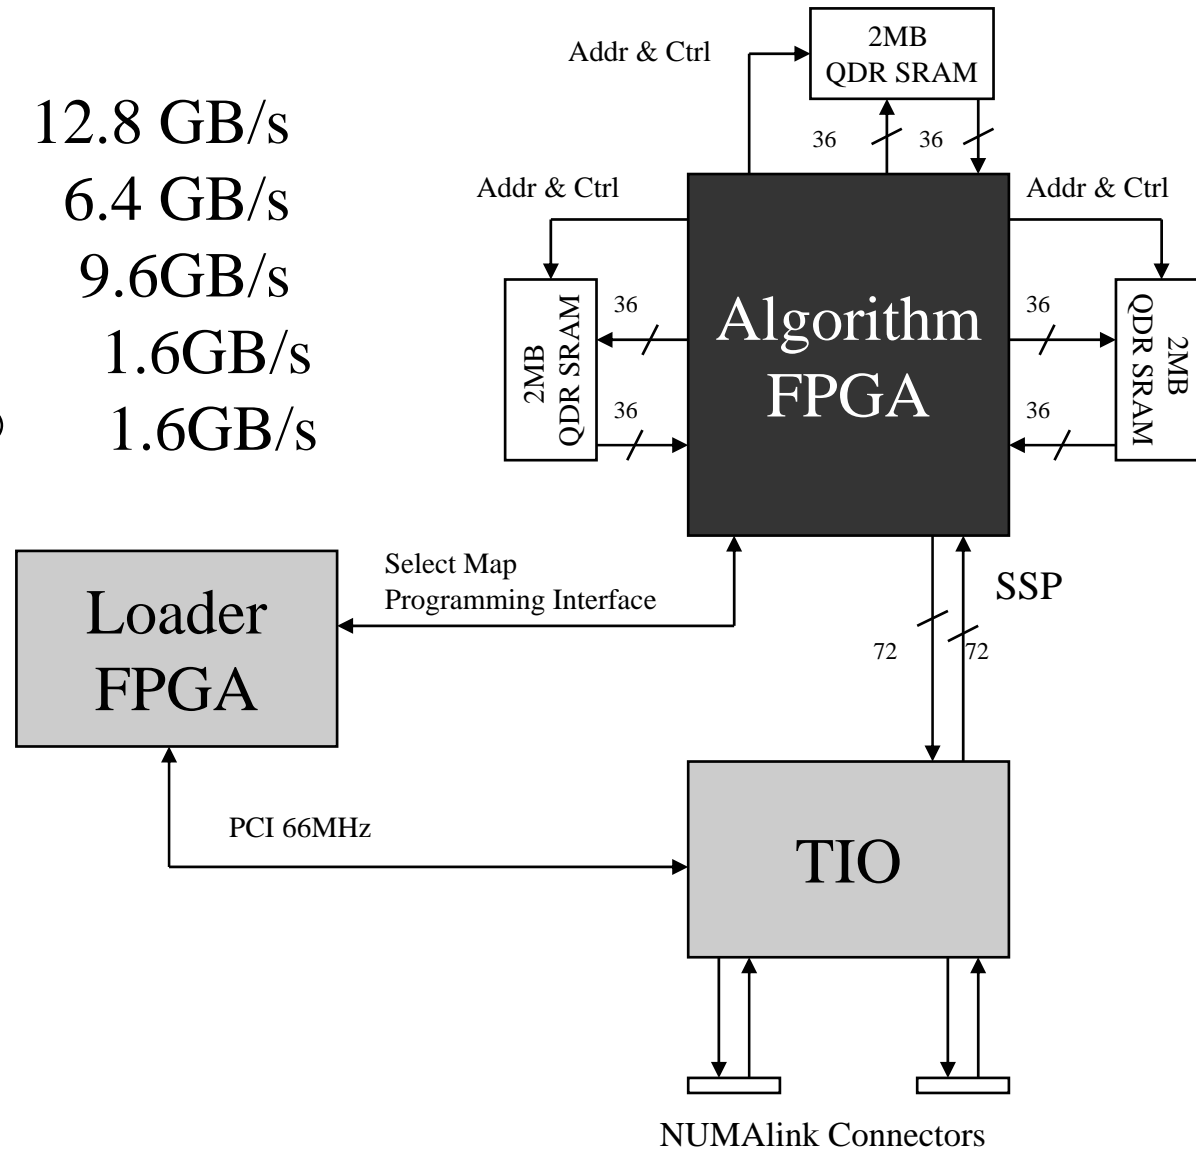 2MB
QDR SRAM
Addr & Ctrl
12.8 GB/s
6.4 GB/s
9.6GB/s
1.6GB/s
) 1.6GB/s
36
36
Addr & Ctrl
Addr & Ctrl
2MB
QDR SRAM
36
36
Algorithm
FPGA
36
36
2MB
QDR SRAM
Select Map
Programming Interface
SSP
72
72
Loader
FPGA
PCI 66MHz
TIO
NUMAlink Connectors